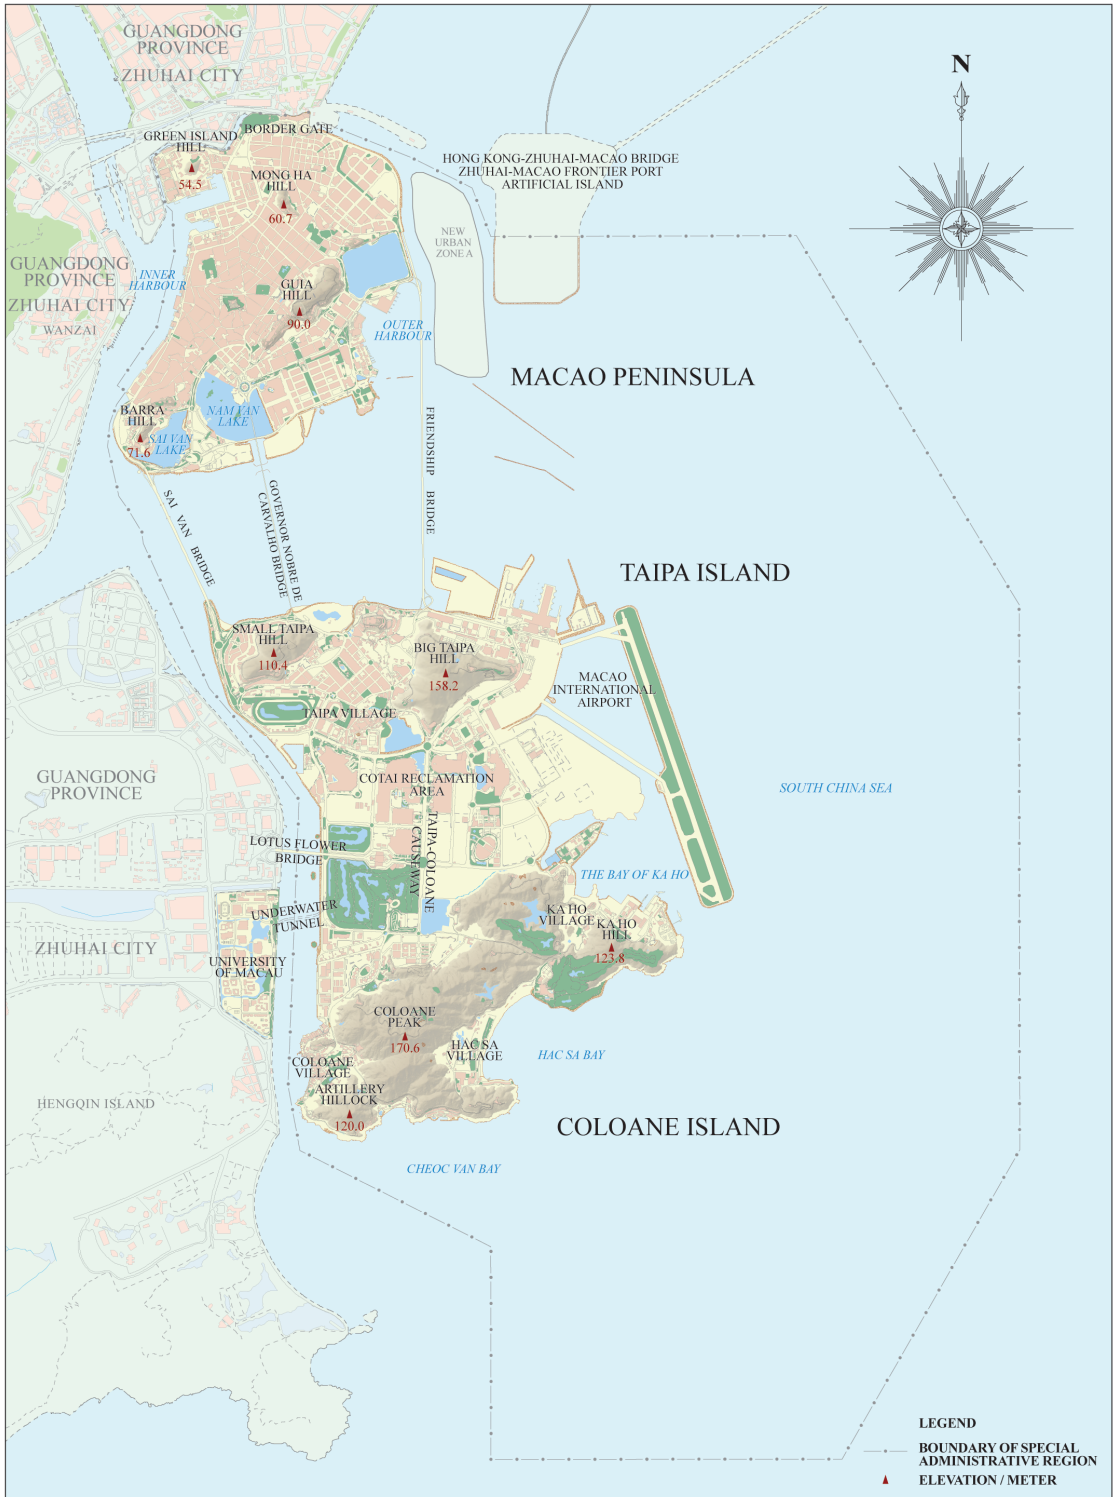 GUANGDONG
PROVINCE
ZHUHAI CITY
N
GREEN ISLAND
HILL
54.5
BORDER GATE
MONG HA
HILL
60.7
HONG KONG-ZHUHAI-MACAO BRIDGE
ZHUHAI-MACAO FRONTIER PORT
ARTIFICIAL ISLAND
NEW
URBAN
ZONE A
GUANGDONG
PROVINCE
ZHUHAI CITY
WANZAI
INNER
HARBOUR
GUIA
HILL
90.0
OUTER
HARBOUR
MACAO PENINSULA
BARRA
HILL
71.6
NAM VAN
LAKE
SAI VAN
LAKE
FRIENDSHIP BRIDGE
SAI VAN BRIDGE
GOVERNOR NOBRE DE
CARVALHO BRIDGE
TAIPA ISLAND
SMALL TAIPA
HILL
110.4
BIG TAIPA
HILL
158.2
MACAO
INTERNATIONAL
AIRPORT
TAIPA VILLAGE
GUANGDONG
PROVINCE
COTAI RECLAMATION
AREA
SOUTH CHINA SEA
TAIPA-COLOANE
CAUSEWAY
LOTUS FLOWER
BRIDGE
THE BAY OF KA HO
UNDERWATER
TUNNEL
KA HO
VILLAGE
KA HO
HILL
123.8
ZHUHAI CITY
UNIVERSITY
OF MACAU
COLOANE
PEAK
170.6
HAC SA
VILLAGE
HAC SA BAY
COLOANE
VILLAGE
ARTILLERY
HILLOCK
120.0
HENGQIN ISLAND
COLOANE ISLAND
CHEOC VAN BAY
LEGEND
BOUNDARY OF SPECIAL
ADMINISTRATIVE REGION
ELEVATION / METER